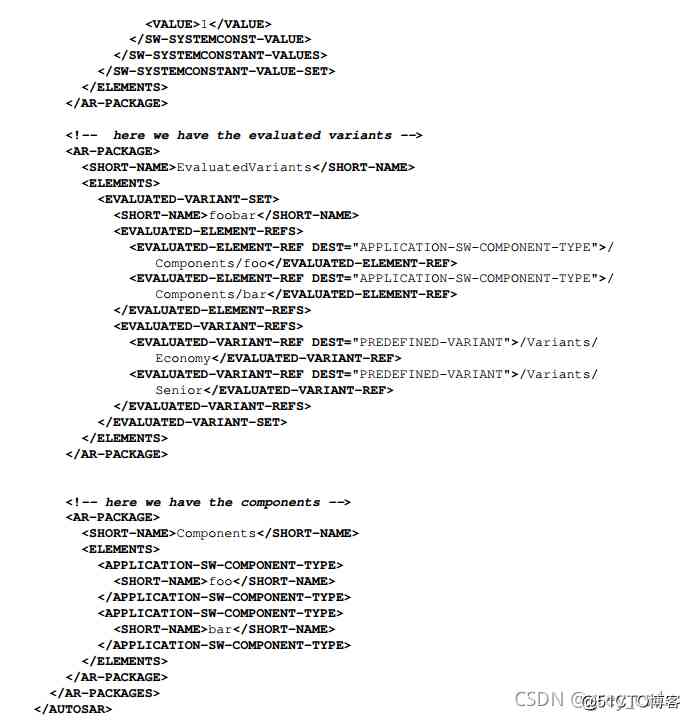 <VALUE>1</VALUE>
</SW-SYSTEMCONST-VALUE>
</SW-SYSTEMCONSTANT-VALUES>
</SW-SYSTEMCONSTANT-VALUE-SET>
</ELEMENTS>
</AR-PACKAGE>
<!-- here we have the evaluated variants -->
<AR-PACKAGE>
<SHORT-NAME>EvaluatedVariants</SHORT-NAME>
<ELEMENTS>
<EVALUATED-VARIANT-SET>
<SHORT-NAME>foobar</SHORT-NAME>
<EVALUATED-ELEMENT-REFS>
<EVALUATED-ELEMENT-REF DEST="APPLICATION-SW-COMPONENT-TYPE">/
Components/foo</EVALUATED-ELEMENT-REF>
<EVALUATED-ELEMENT-REF DEST="APPLICATION-SW-COMPONENT-TYPE">/
Components/bar</EVALUATED-ELEMENT-REF>
</EVALUATED-ELEMENT-REFS>
<EVALUATED-VARIANT-REFS>
<EVALUATED-VARIANT-REF DEST="PREDEFINED-VARIANT">/Variants/
Economy</EVALUATED-VARIANT-REF>
<EVALUATED-VARIANT-REF DEST="PREDEFINED-VARIANT">/Variants/
Senior</EVALUATED-VARIANT-REF>
</EVALUATED-VARIANT-REFS>
</EVALUATED-VARIANT-SET>
</ELEMENTS>
</AR-PACKAGE>
<!-- here we have the components -->
<AR-PACKAGE>
<SHORT-NAME>Components</SHORT-NAME>
<ELEMENTS>
<APPLICATION-SW-COMPONENT-TYPE>
<SHORT-NAME>foo</SHORT-NAME>
</APPLICATION-SW-COMPONENT-TYPE>
<APPLICATION-SW-COMPONENT-TYPE>
<SHORT-NAME>bar</SHORT-NAME>
</APPLICATION-SW-COMPONENT-TYPE>
</ELEMENTS>
</AR-PACKAGE>
</AR-PACKAGES>
</AUTOSAR>
CSDN
@51CTO博客